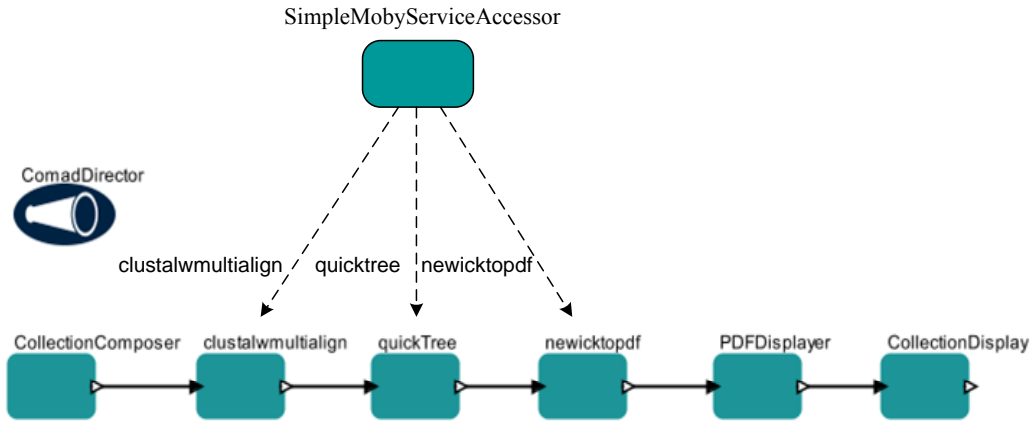 SimpleMobyServiceAccessor
ComadDirector
clustalwmultialign quicktree newicktopdf
CollectionComposer clustalwmultialign quickTree newicktopdf PDFDisplayer CollectionDisplay